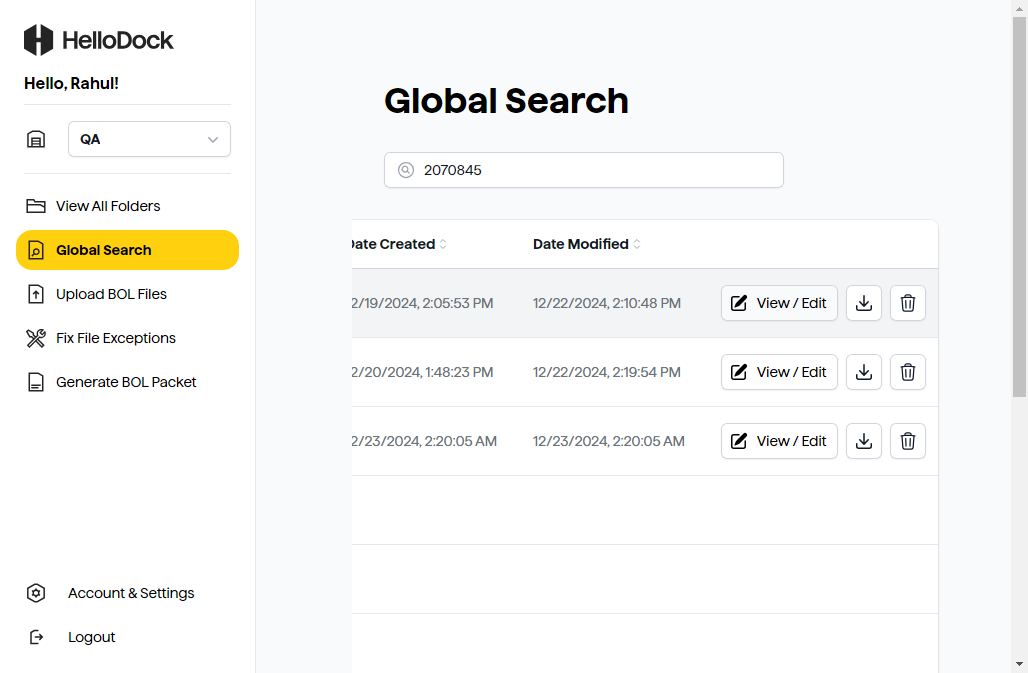 HelloDock
Hello, Rahul!
QA
View All Folders
Global Search
Upload BOL Files
Fix File Exceptions
Generate BOL Packet
Account & Settings
Logout
Global Search
2070845
Date Created Date Modified
2/19/2024, 2:05:53 PM 12/22/2024, 2:10:48 PM View / Edit
2/20/2024, 1:48:23 PM 12/22/2024, 2:19:54 PM View / Edit
2/23/2024, 2:20:05 AM 12/23/2024, 2:20:05 AM View / Edit